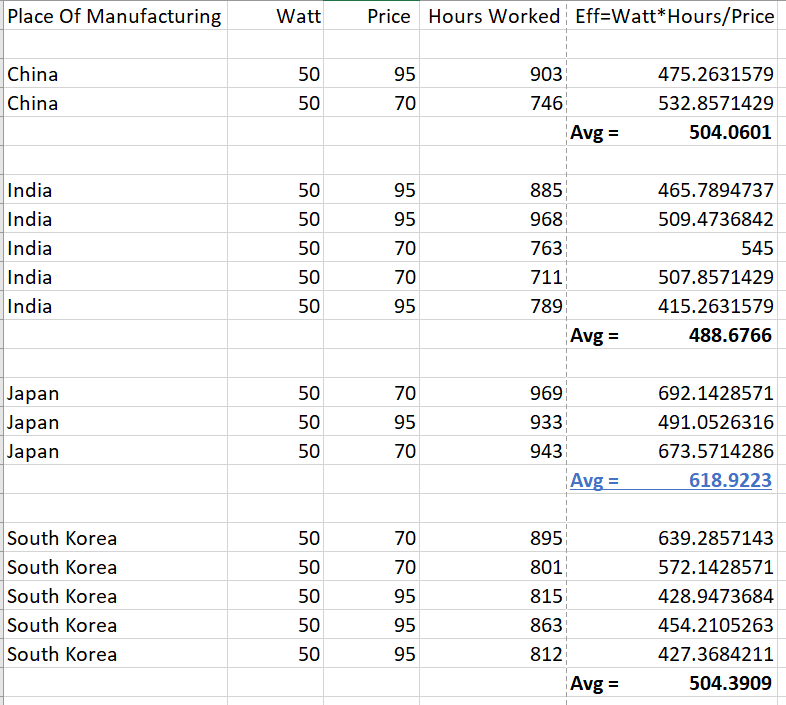 Place Of Manufacturing Watt Price Hours Worked Eff=Watt*Hours/Price
China 50 95 903 475.2631579
China 50 70 746 532.8571429
Avg = 504.0601
India 50 95 885 465.7894737
India 50 95 968 509.4736842
India 50 70 763 545
India 50 70 711 507.8571429
India 50 95 789 415.2631579
Avg = 488.6766
Japan 50 70 969 692.1428571
Japan 50 95 933 491.0526316
Japan 50 70 943 673.5714286
Avg = 618.9223
South Korea 50 70 895 639.2857143
South Korea 50 70 801 572.1428571
South Korea 50 95 815 428.9473684
South Korea 50 95 863 454.2105263
South Korea 50 95 812 427.3684211
Avg = 504.3909